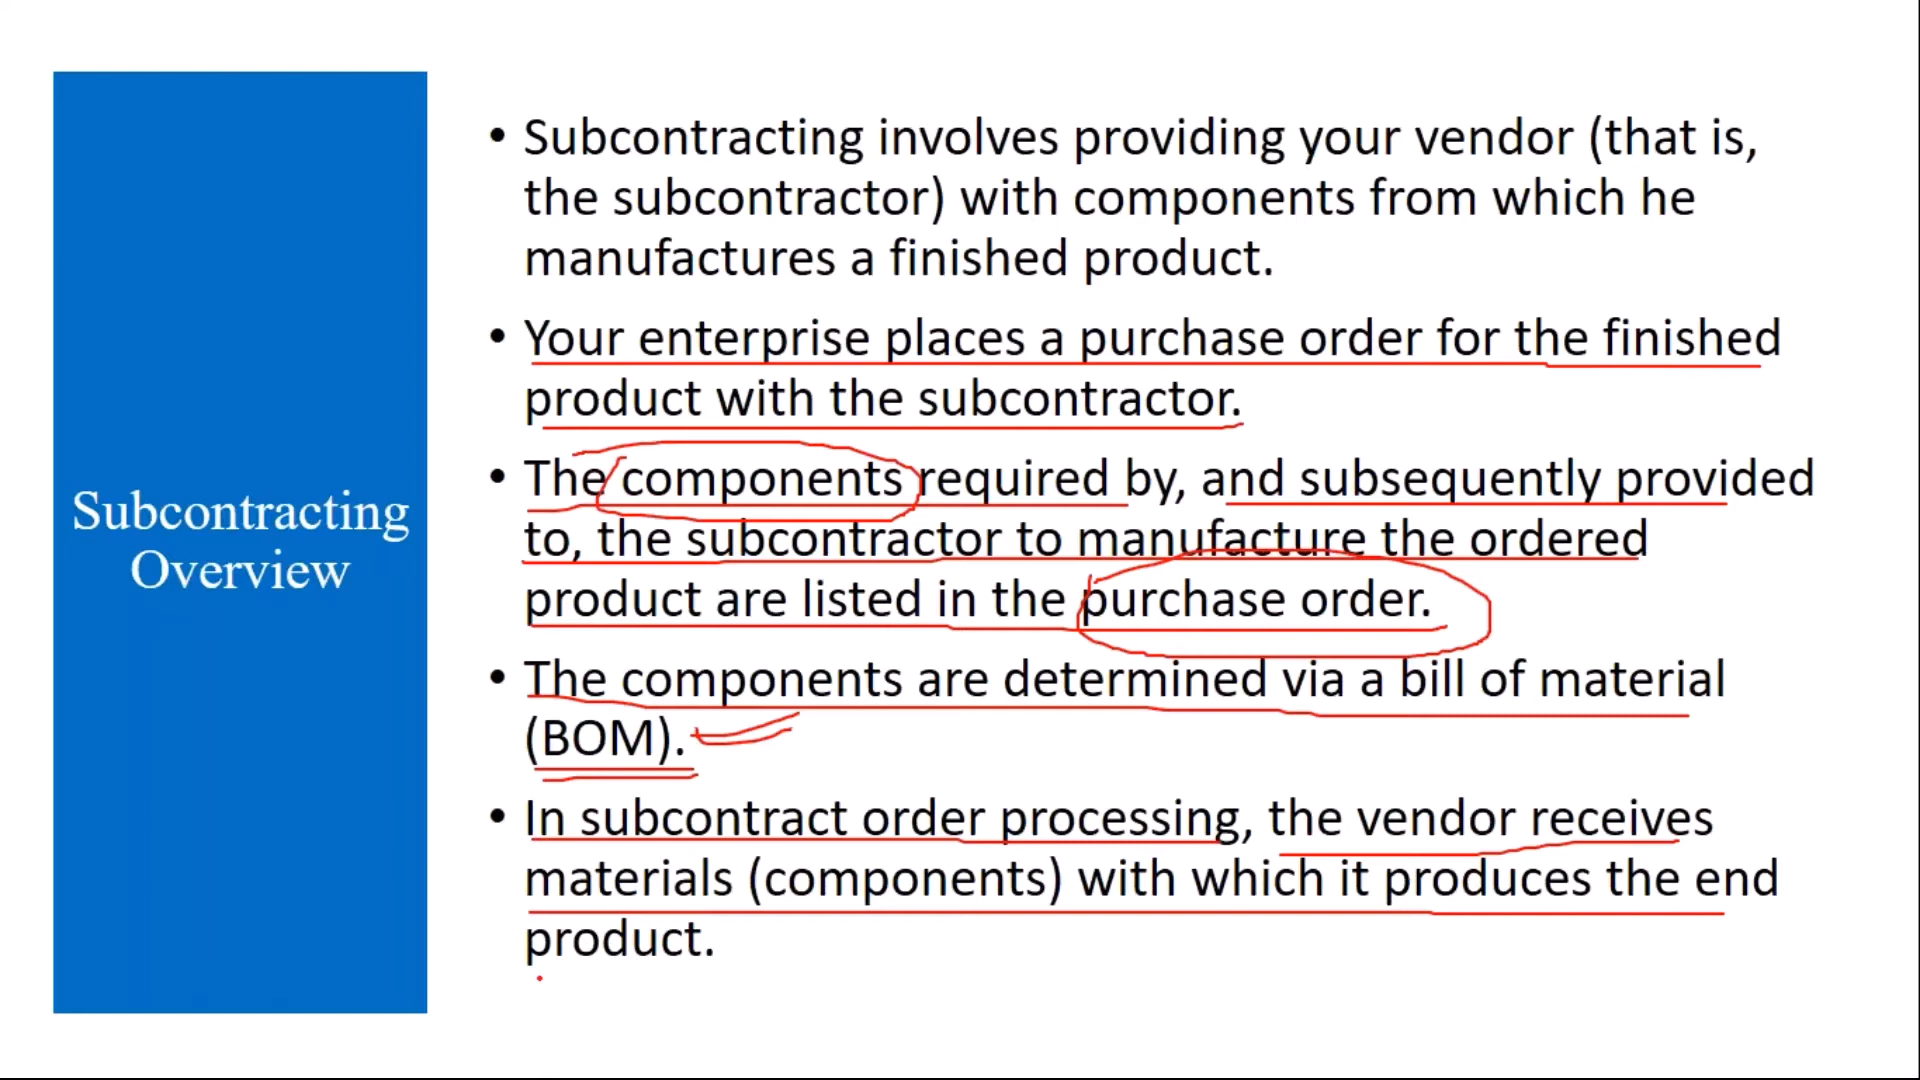 Subcontracting
Overview
• Subcontracting involves providing your vendor (that is,
the subcontractor) with components from which he
manufactures a finished product.
• Your enterprise places a purchase order for the finished
product with the subcontractor.
• The components required by, and subsequently provided
to, the subcontractor to manufacture the ordered
product are listed in the purchase order.
• The components are determined via a bill of material
(BOM).
• In subcontract order processing, the vendor receives
materials (components) with which it produces the end
product.